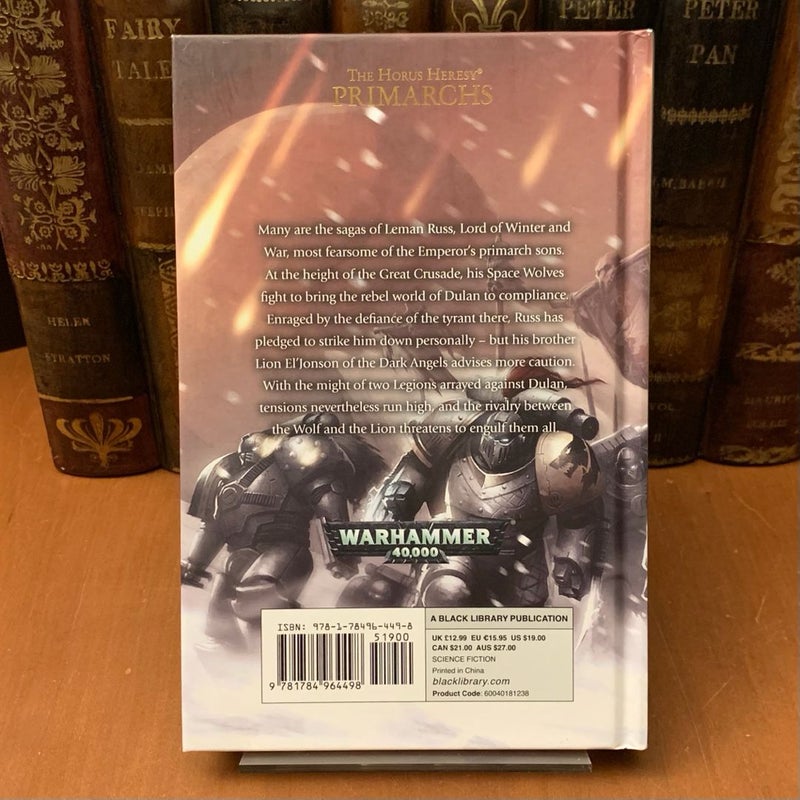 FAIRY
TALE
HELEN
STRATTON
PETER
PETER
PAN
J.M. BARRIE
VOL
II
THE HORUS HERESY®
PRIMARCHS
Many are the sagas of Leman Russ, Lord of Winter and
War, most fearsome of the Emperor's primarch sons.
At the height of the Great Crusade, his Space Wolves
fight to bring the rebel world of Dulan to compliance.
Enraged by the defiance of the tyrant there, Russ has
pledged to strike him down personally – but his brother
Lion El'Jonson of the Dark Angels advises more caution.
With the might of two Legions arrayed against Dulan,
tensions nevertheless run high, and the rivalry between
the Wolf and the Lion threatens to engulf them all.
WARHAMMER
40,000
ISBN: 978-1-78496-449-8
51900
9 781784 964498
A BLACK LIBRARY PUBLICATION
UK £12.99 EU €15.95 US $19.00
CAN $21.00 AUS $27.00
SCIENCE FICTION
Printed in China
blacklibrary.com
Product Code: 60040181238